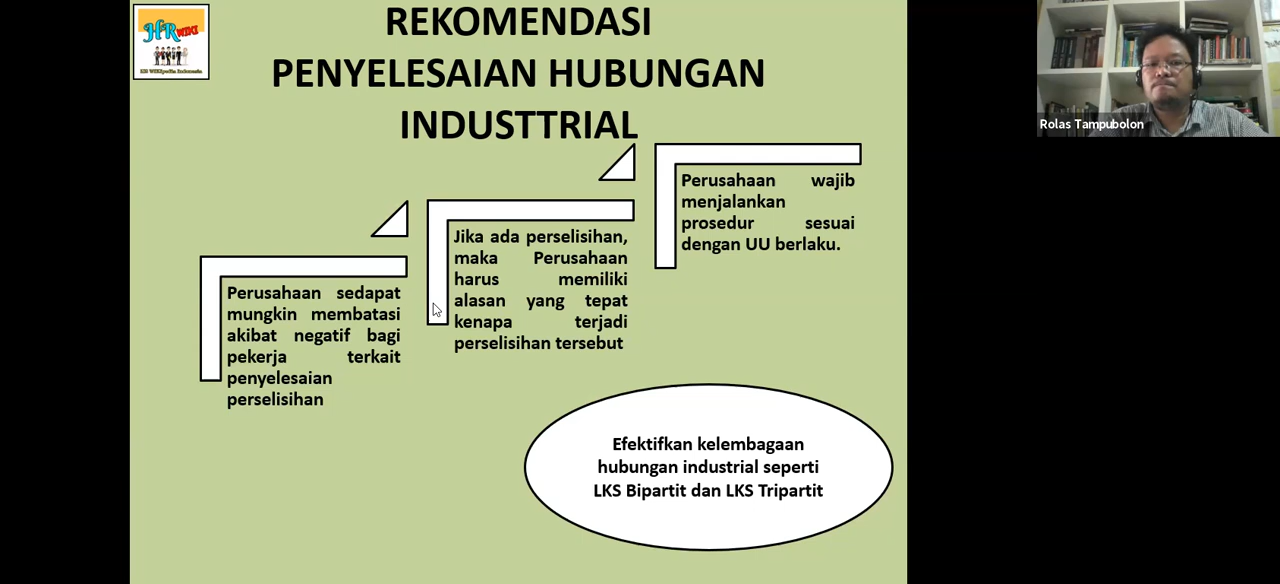 HRWIKI
REKOMENDASI
PENYELESAIAN HUBUNGAN
INDUSTTRIAL
Perusahaan sedapat
mungkin membatasi
akibat negatif bagi
pekerja terkait
penyelesaian
perselisihan
Jika ada perselisihan,
maka Perusahaan
harus memiliki
alasan yang tepat
kenapa terjadi
perselisihan tersebut
Perusahaan wajib
menjalankan
prosedur sesuai
dengan UU berlaku.
Efektifkan kelembagaan
hubungan industrial seperti
LKS Bipartit dan LKS Tripartit
Rolas Tampubolon